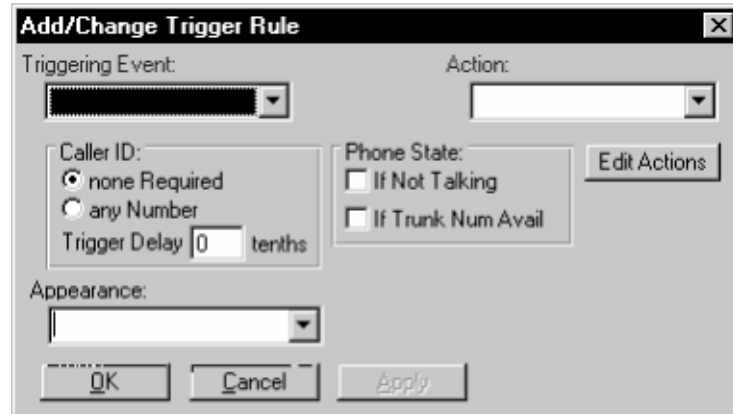 Add/Change Trigger Rule
Triggering Event:
Action:
Caller ID:
none Required
any Number
Trigger Delay 0 tenths
Phone State:
If Not Talking
If Trunk Num Avail
Edit Actions
Appearance:
OK
Cancel
Apply